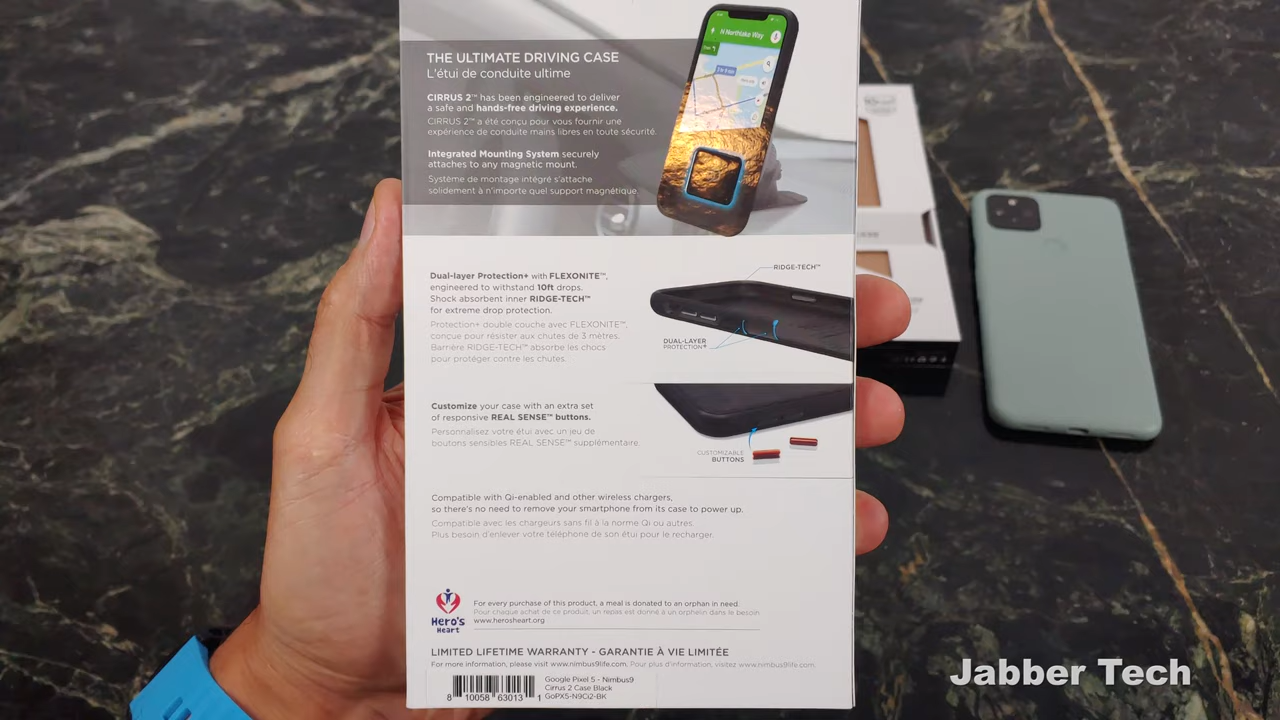 N Northlake Way
THE ULTIMATE DRIVING CASE
L'étui de conduite ultime
CIRRUS 2™ has been engineered to deliver
a safe and hands-free driving experience.
CIRRUS 2™ a été conçu pour vous fournir une
expérience de conduite mains libres en toute sécurité.
Integrated Mounting System securely
attaches to any magnetic mount.
Système de montage intégré s'attache
solidement à n'importe quel support magnétique.
Dual-layer Protection+ with FLEXONITE™,
engineered to withstand 10ft drops.
Shock absorbent inner RIDGE-TECH™
for extreme drop protection.
Protection+ double couche avec FLEXONITE™,
conçue pour résister aux chutes de 3 mètres.
Barrière RIDGE-TECH™ absorbe les chocs
pour protéger contre les chutes.
RIDGE-TECH™
DUAL-LAYER
PROTECTION+
Customize your case with an extra set
of responsive REAL SENSE™ buttons.
Personnalisez votre étui avec un jeu de
boutons sensibles REAL SENSE™ supplémentaire.
CUSTOMIZABLE
BUTTONS
Compatible with Qi-enabled and other wireless chargers,
so there's no need to remove your smartphone from its case to power up.
Compatible avec les chargeurs sans fil à la norme Qi ou autres.
Plus besoin d'enlever votre téléphone de son étui pour le recharger.
Hero's
Heart
For every purchase of this product, a meal is donated to an orphan in need.
Pour chaque achat de ce produit, un repas est donné à un orphelin dans le besoin
www.herosheart.org
LIMITED LIFETIME WARRANTY - GARANTIE À VIE LIMITÉE
For more information, please visit www.nimbus9life.com. Pour plus d'information, visitez www.nimbus9life.com.
8 10058 63013 1
Google Pixel 5 - Nimbus9
Cirrus 2 Case Black
GoPX5-N9Ci2-BK
Jabber Tech